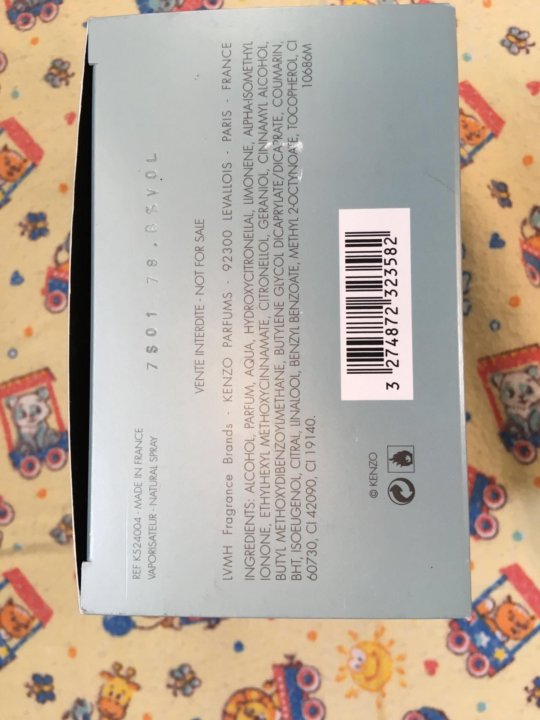 REF K524004 - MADE IN FRANCE
VAPORISATEUR - NATURAL SPRAY
7S01 78.0%VOL
VENTE INTERDITE - NOT FOR SALE
LVMH Fragrance Brands · KENZO PARFUMS · 92300 LEVALLOIS · PARIS · FRANCE
INGREDIENTS: ALCOHOL, PARFUM, AQUA, HYDROXYCITRONELLAL, LIMONENE, ALPHA-ISOMETHYL
IONONE, ETHYLHEXYL METHOXYCINNAMATE, CITRONELLOL, GERANIOL, CINNAMYL ALCOHOL,
BUTYL METHOXYDIBENZOYLMETHANE, BUTYLENE GLYCOL DICAPRYLATE/DICAPRATE, COUMARIN,
BHT, ISOEUGENOL, CITRAL, LINALOOL, BENZYL BENZOATE, METHYL 2-OCTYNOATE, TOCOPHEROL, CI
60730, CI 42090, CI 19140.
10686M
© KENZO
3 274872 323582